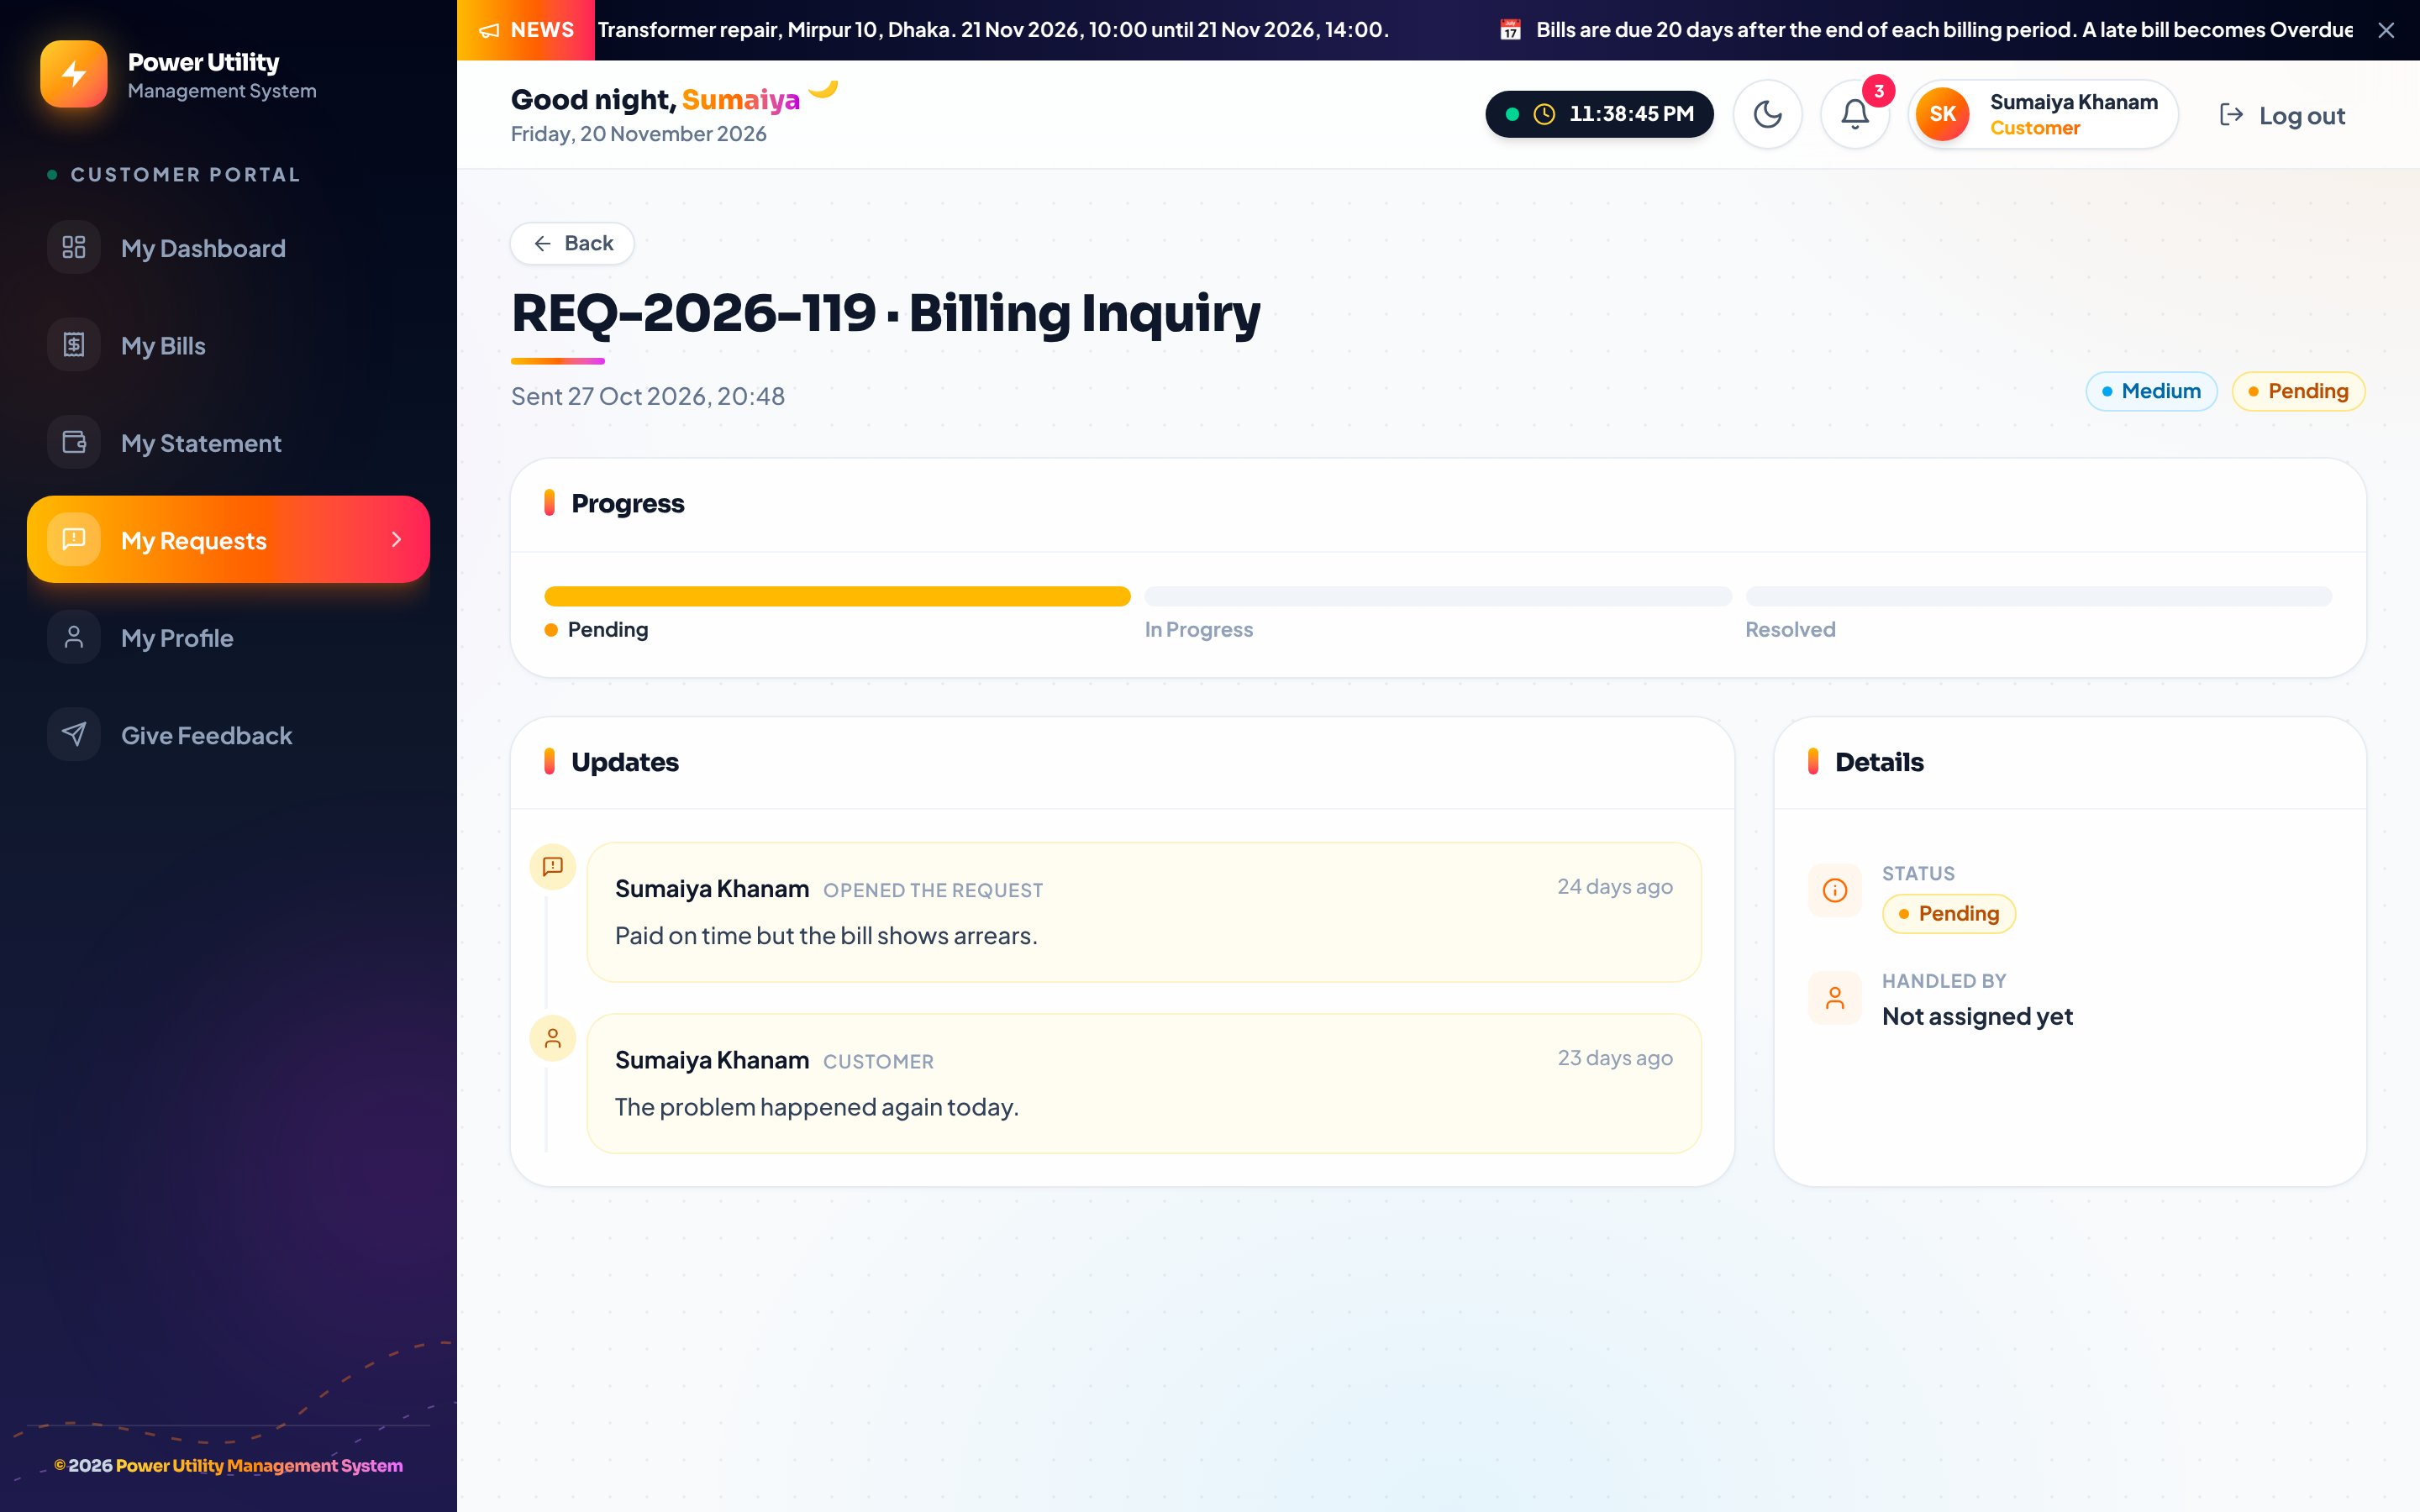 Power Utility
Management System
CUSTOMER PORTAL
My Dashboard
My Bills
My Statement
My Requests
My Profile
Give Feedback
© 2026 Power Utility Management System
NEWS
Transformer repair, Mirpur 10, Dhaka. 21 Nov 2026, 10:00 until 21 Nov 2026, 14:00.
Bills are due 20 days after the end of each billing period. A late bill becomes Overdue
Good night, Sumaiya
Friday, 20 November 2026
11:38:45 PM
3
SK
Sumaiya Khanam
Customer
Log out
Back
REQ-2026-119 · Billing Inquiry
Sent 27 Oct 2026, 20:48
Medium
Pending
Progress
Pending
In Progress
Resolved
Updates
Sumaiya Khanam OPENED THE REQUEST 24 days ago
Paid on time but the bill shows arrears.
Sumaiya Khanam CUSTOMER 23 days ago
The problem happened again today.
Details
STATUS
Pending
HANDLED BY
Not assigned yet